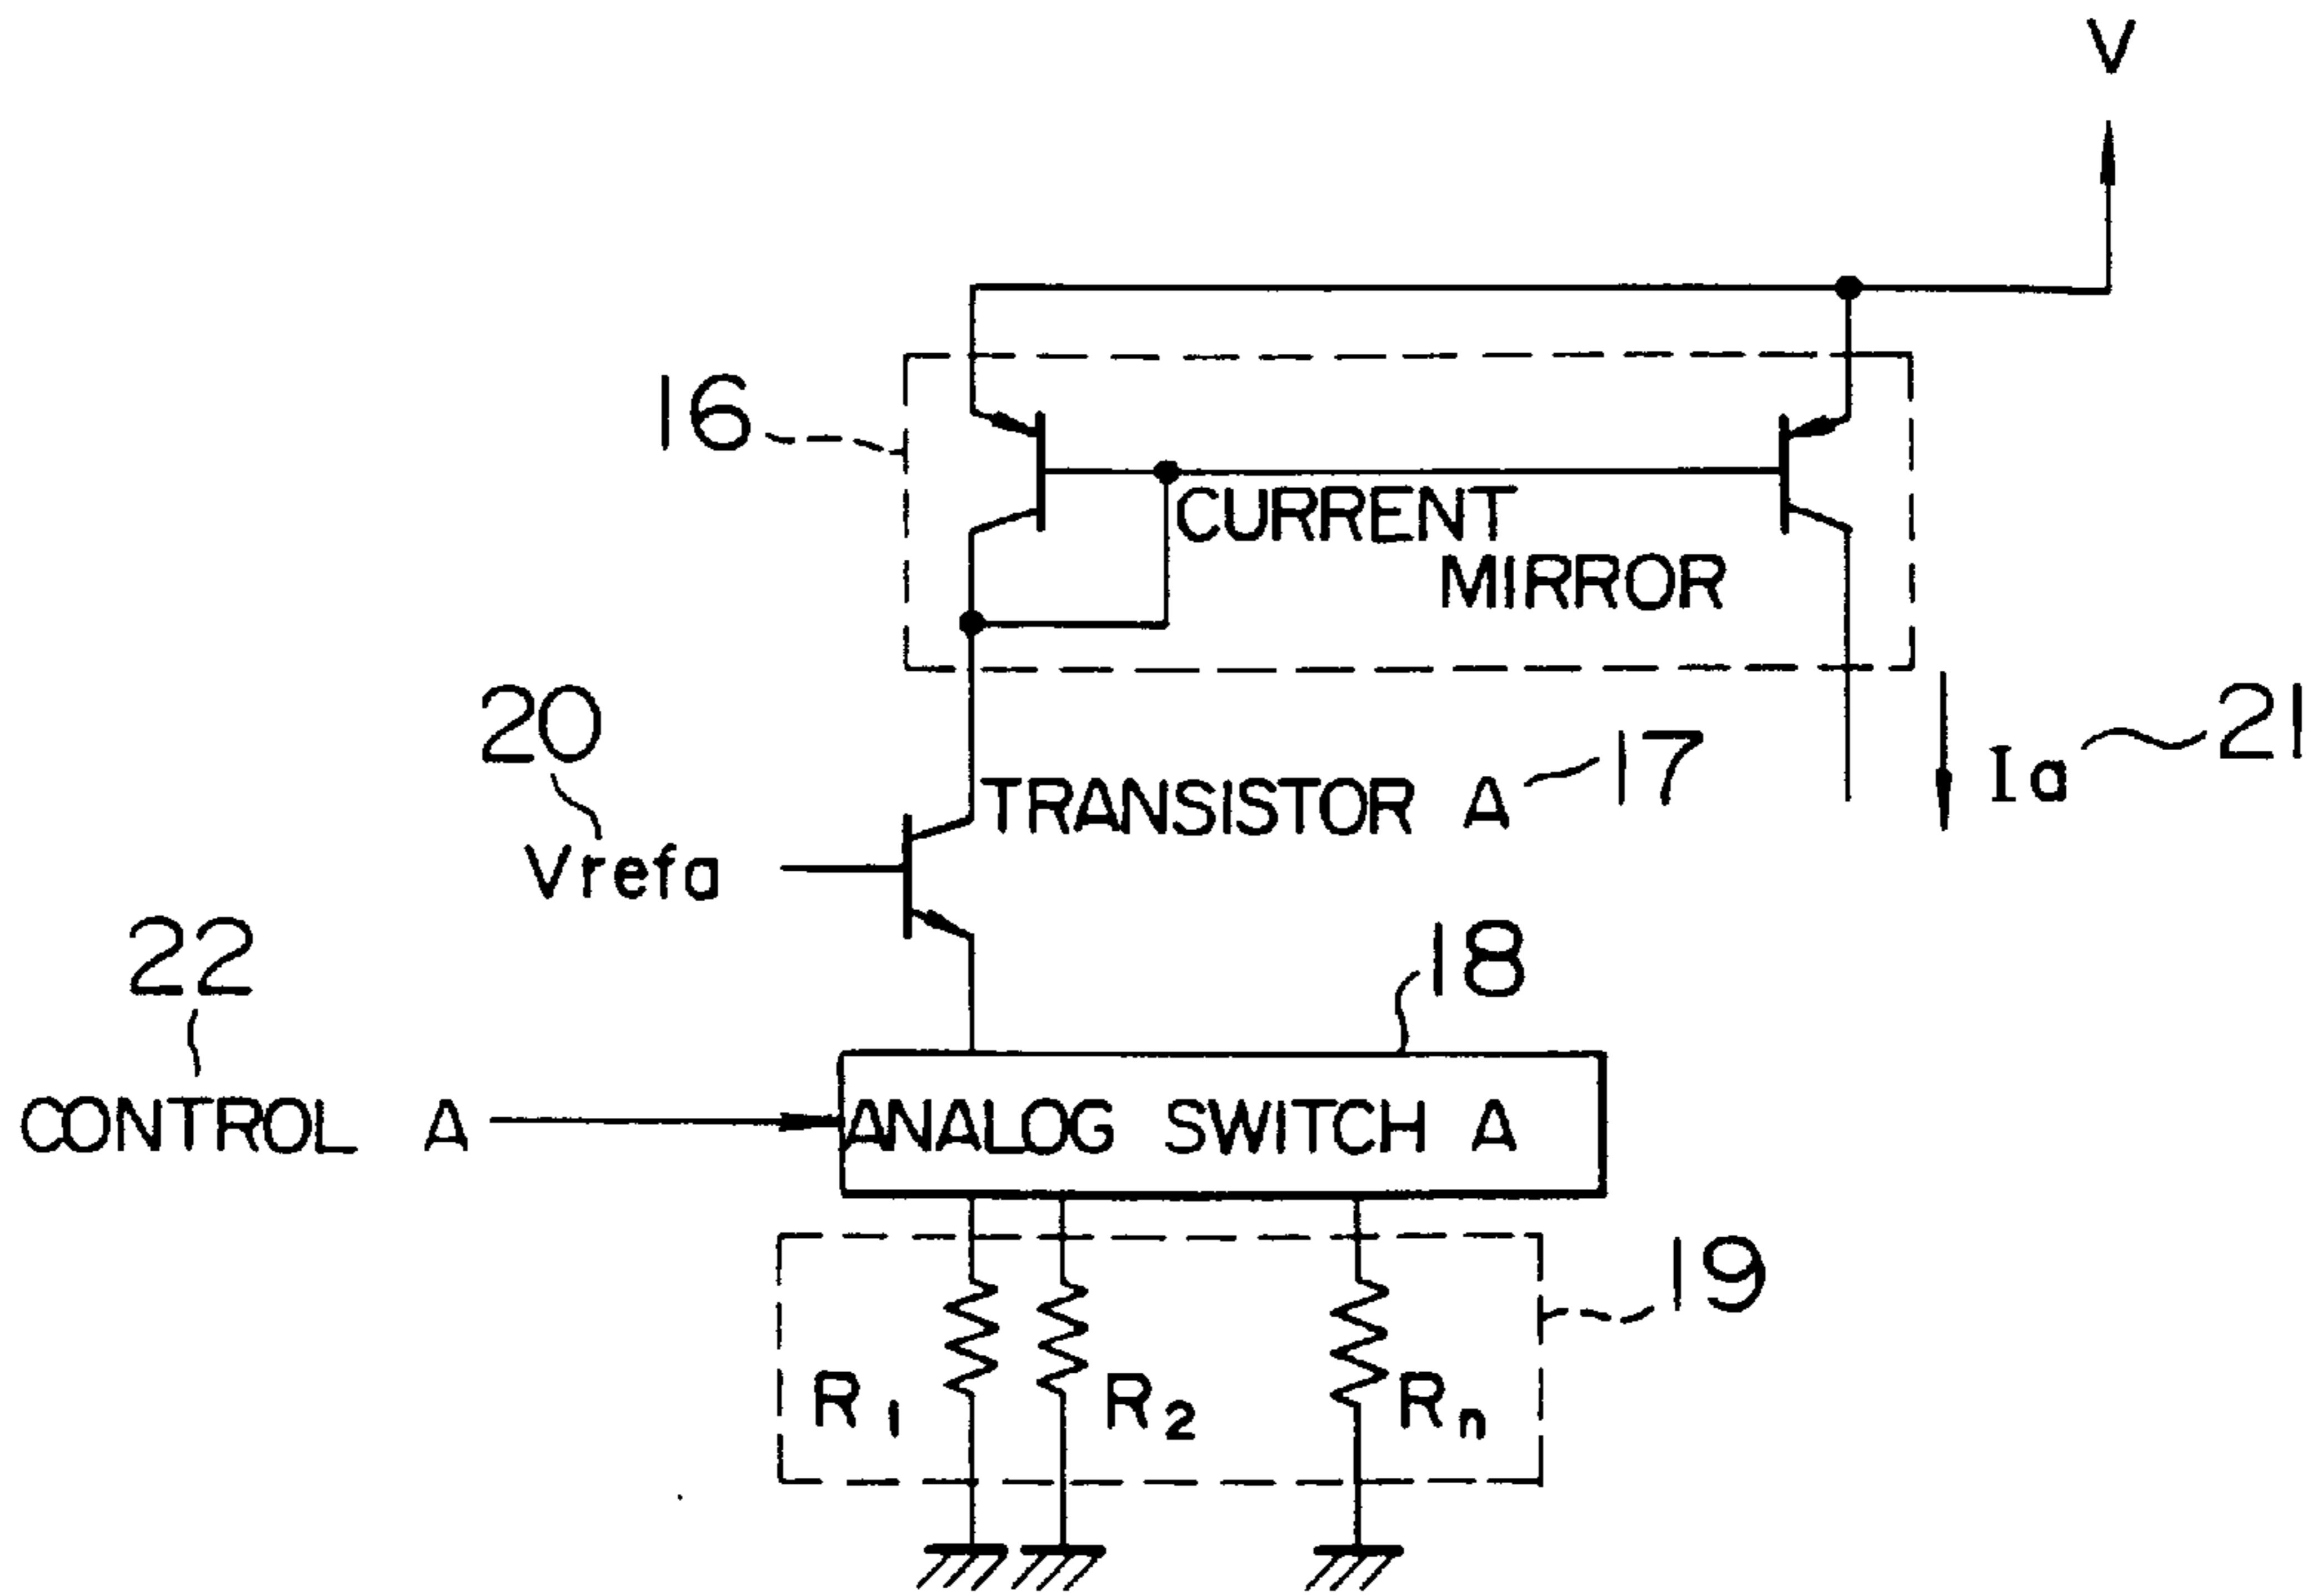 V
16
CURRENT
MIRROR
20
TRANSISTOR A
17
Ia
21
Vrefa
22
18
CONTROL A
ANALOG SWITCH A
19
R1
R2
Rn